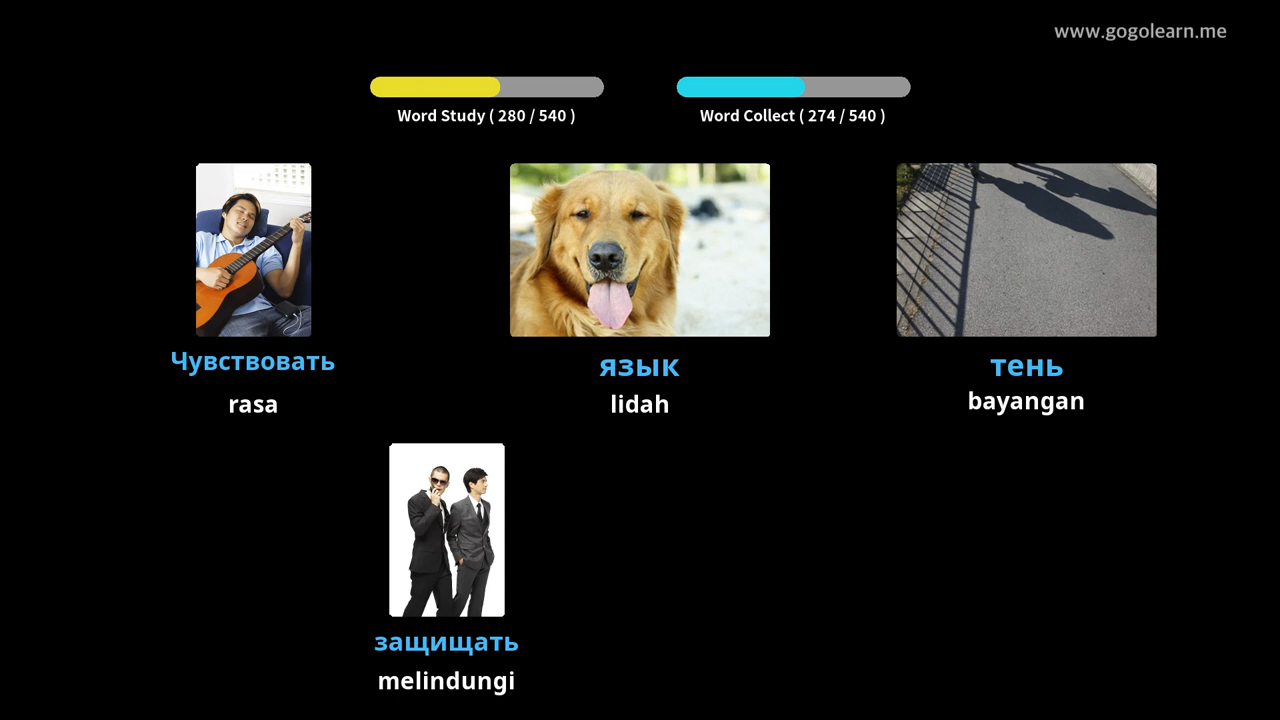 www.gogolearn.me
Word Study ( 280 / 540 )
Word Collect ( 274 / 540 )
Чувствовать
rasa
язык
lidah
тень
bayangan
защищать
melindungi